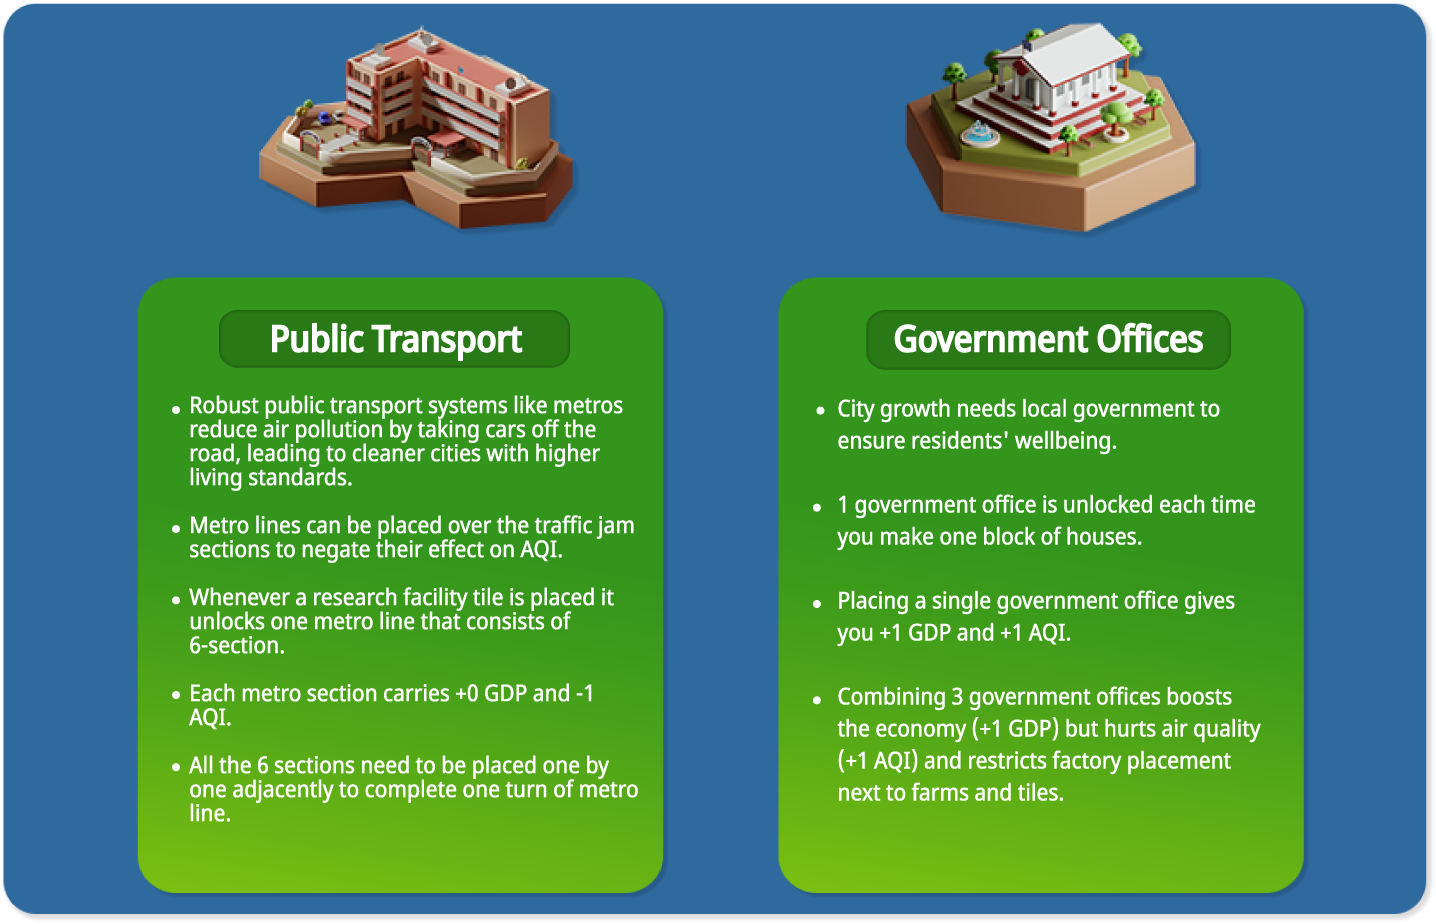 Public Transport
• Robust public transport systems like metros
reduce air pollution by taking cars off the
road, leading to cleaner cities with higher
living standards.
• Metro lines can be placed over the traffic jam
sections to negate their effect on AQI.
• Whenever a research facility tile is placed it
unlocks one metro line that consists of
6-section.
• Each metro section carries +0 GDP and -1
AQI.
• All the 6 sections need to be placed one by
one adjacently to complete one turn of metro
line.
Government Offices
• City growth needs local government to
ensure residents' wellbeing.
• 1 government office is unlocked each time
you make one block of houses.
• Placing a single government office gives
you +1 GDP and +1 AQI.
• Combining 3 government offices boosts
the economy (+1 GDP) but hurts air quality
(+1 AQI) and restricts factory placement
next to farms and tiles.